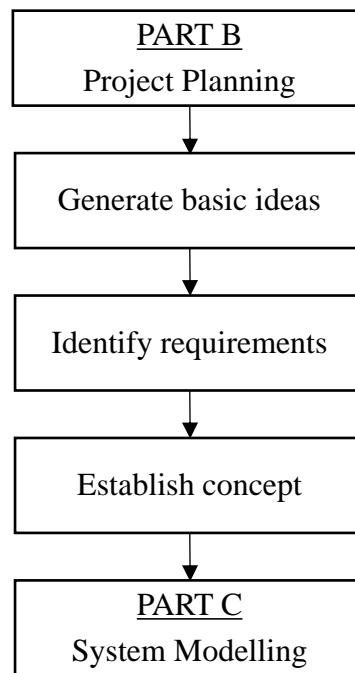 PART B
Project Planning
Generate basic ideas
Identify requirements
Establish concept
PART C
System Modelling